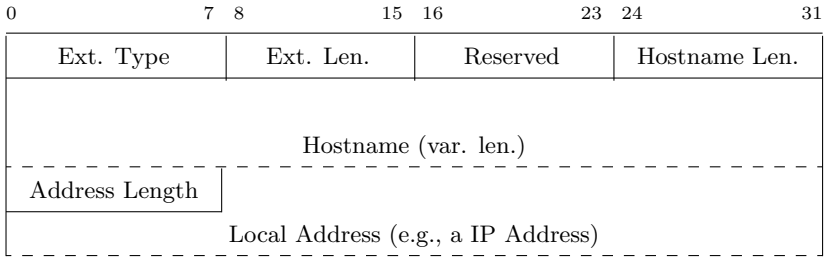 0 7 8 15 16 23 24 31
Ext. Type Ext. Len. Reserved Hostname Len.
Hostname (var. len.)
Address Length
Local Address (e.g., a IP Address)